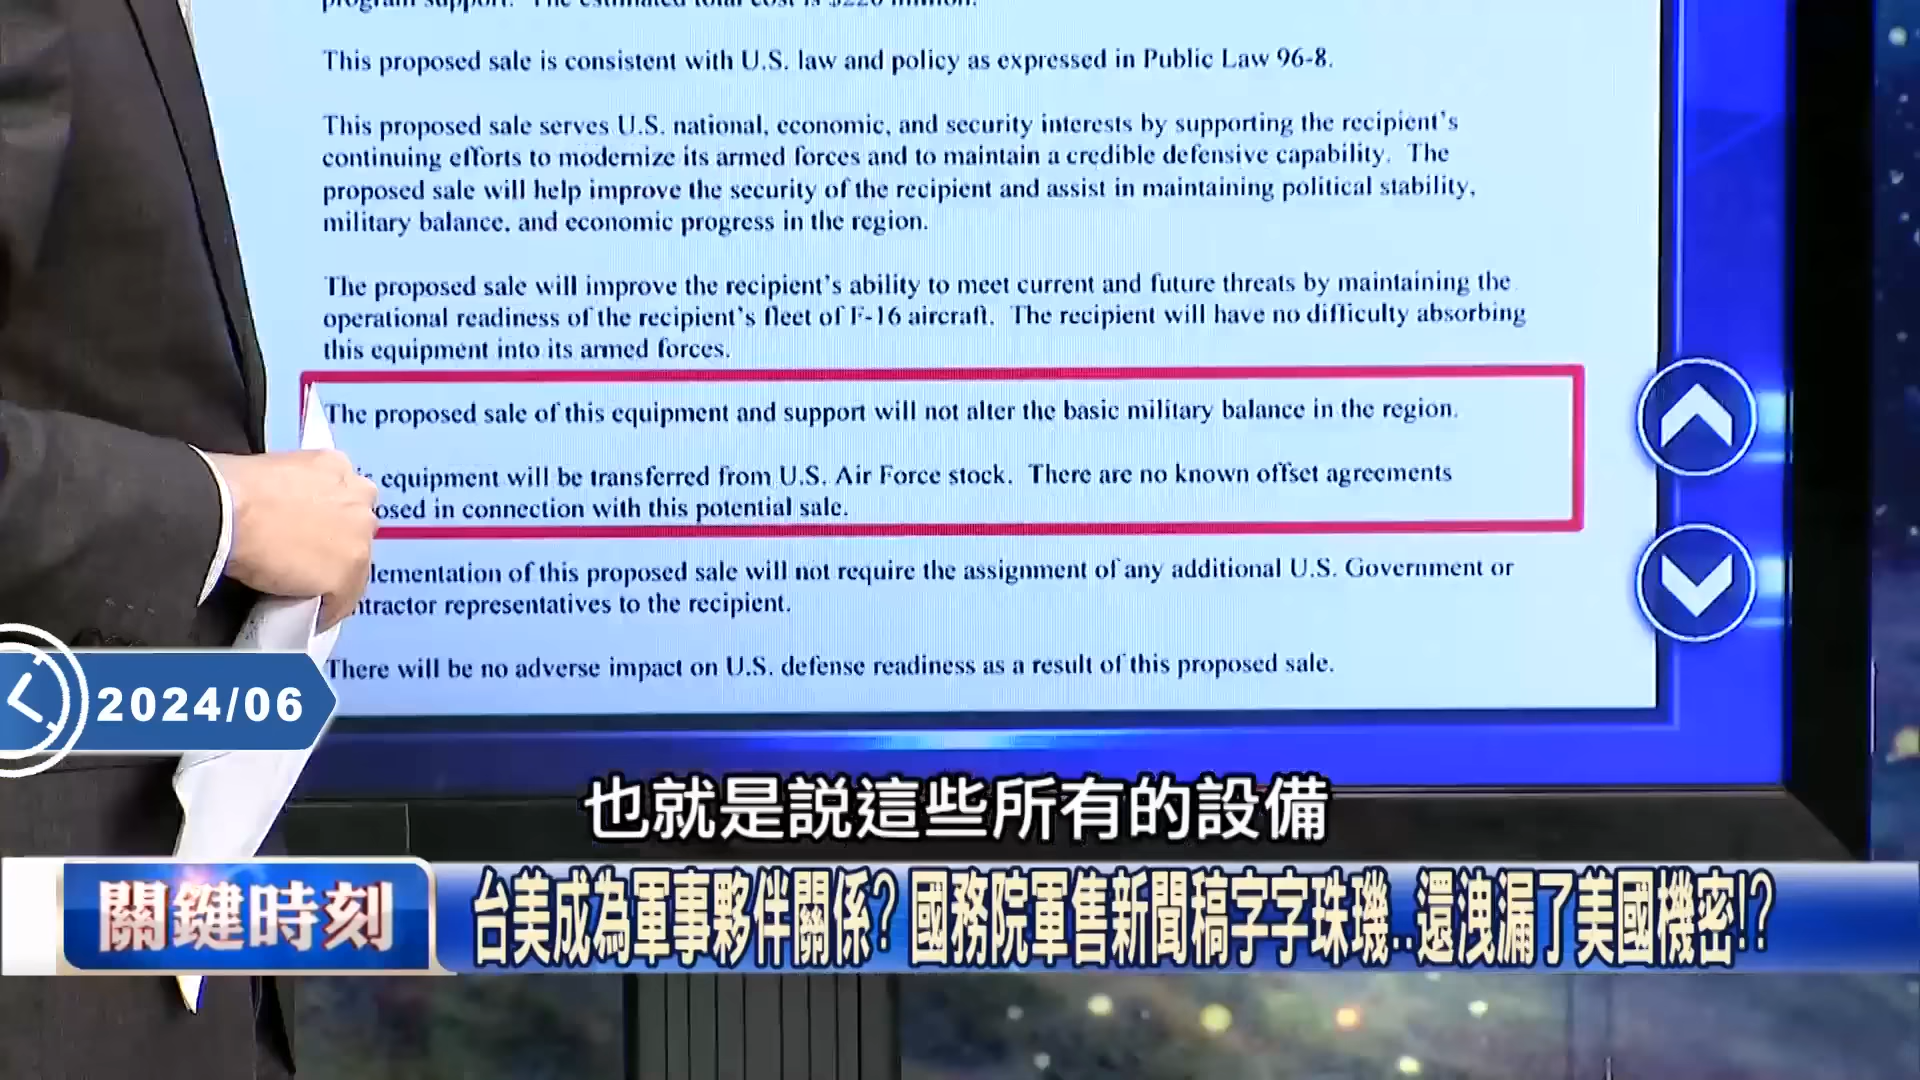 program support. The estimated total cost is $220 million.
This proposed sale is consistent with U.S. law and policy as expressed in Public Law 96-8.
This proposed sale serves U.S. national, economic, and security interests by supporting the recipient's
continuing efforts to modernize its armed forces and to maintain a credible defensive capability. The
proposed sale will help improve the security of the recipient and assist in maintaining political stability,
military balance, and economic progress in the region.
The proposed sale will improve the recipient's ability to meet current and future threats by maintaining the
operational readiness of the recipient's fleet of F-16 aircraft. The recipient will have no difficulty absorbing
this equipment into its armed forces.
The proposed sale of this equipment and support will not alter the basic military balance in the region.
equipment will be transferred from U.S. Air Force stock. There are no known offset agreements
osed in connection with this potential sale.
lementation of this proposed sale will not require the assignment of any additional U.S. Government or
ntractor representatives to the recipient.
There will be no adverse impact on U.S. defense readiness as a result of this proposed sale.
2024/06
也就是説這些所有的設備
關鍵時刻
台美成為軍事夥伴關係? 國務院軍售新聞稿字字珠璣..還洩漏了美國機密!?